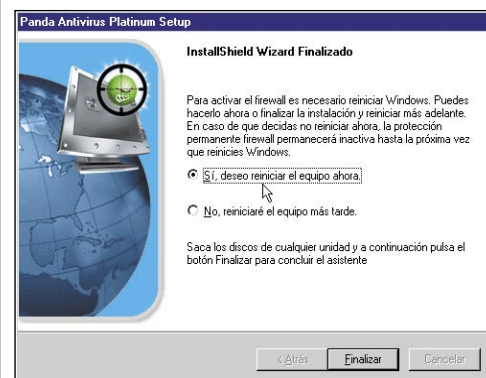 Panda Antivirus Platinum Setup
InstallShield Wizard Finalizado
Para activar el firewall es necesario reiniciar Windows. Puedes
hacerlo ahora o finalizar la instalación y reiniciar más adelante.
En caso de que decidas no reiniciar ahora, la protección
permanente firewall permanecerá inactiva hasta la próxima vez
que reinicies Windows.
Sí, deseo reiniciar el equipo ahora.
No, reiniciaré el equipo más tarde.
Saca los discos de cualquier unidad y a continuación pulsa el
botón Finalizar para concluir el asistente
< Atrás Finalizar Cancelar